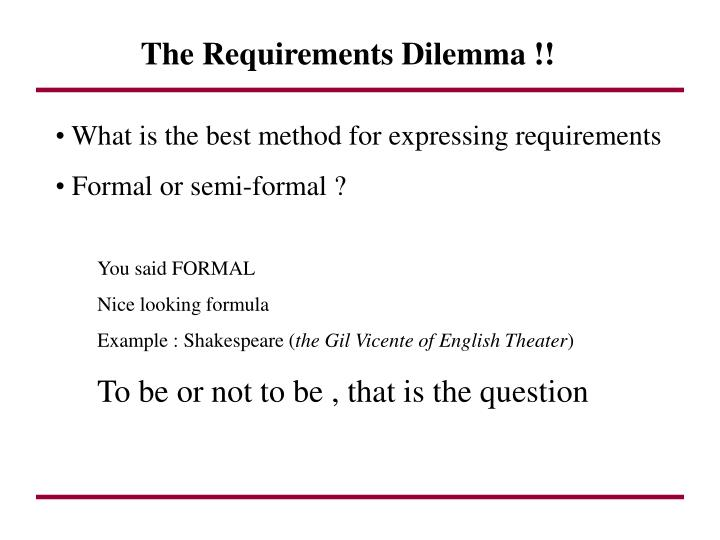 The Requirements Dilemma !!
• What is the best method for expressing requirements
• Formal or semi-formal ?
You said FORMAL
Nice looking formula
Example : Shakespeare (the Gil Vicente of English Theater)
To be or not to be , that is the question